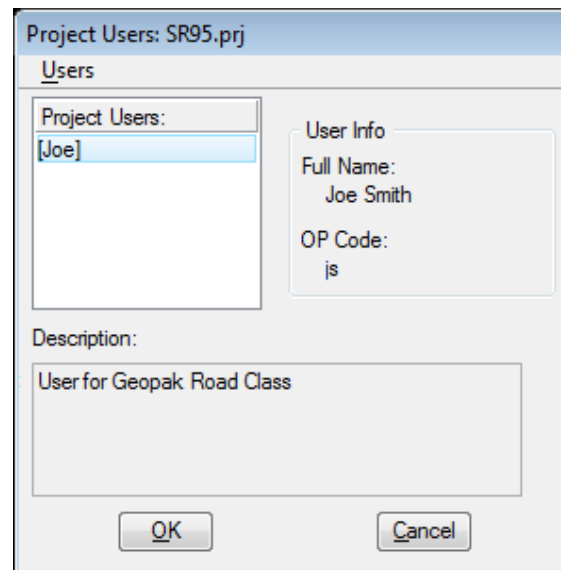 Project Users: SR95.prj
Users
Project Users:
[Joe]
User Info
Full Name:
Joe Smith
OP Code:
js
Description:
User for Geopak Road Class
OK
Cancel